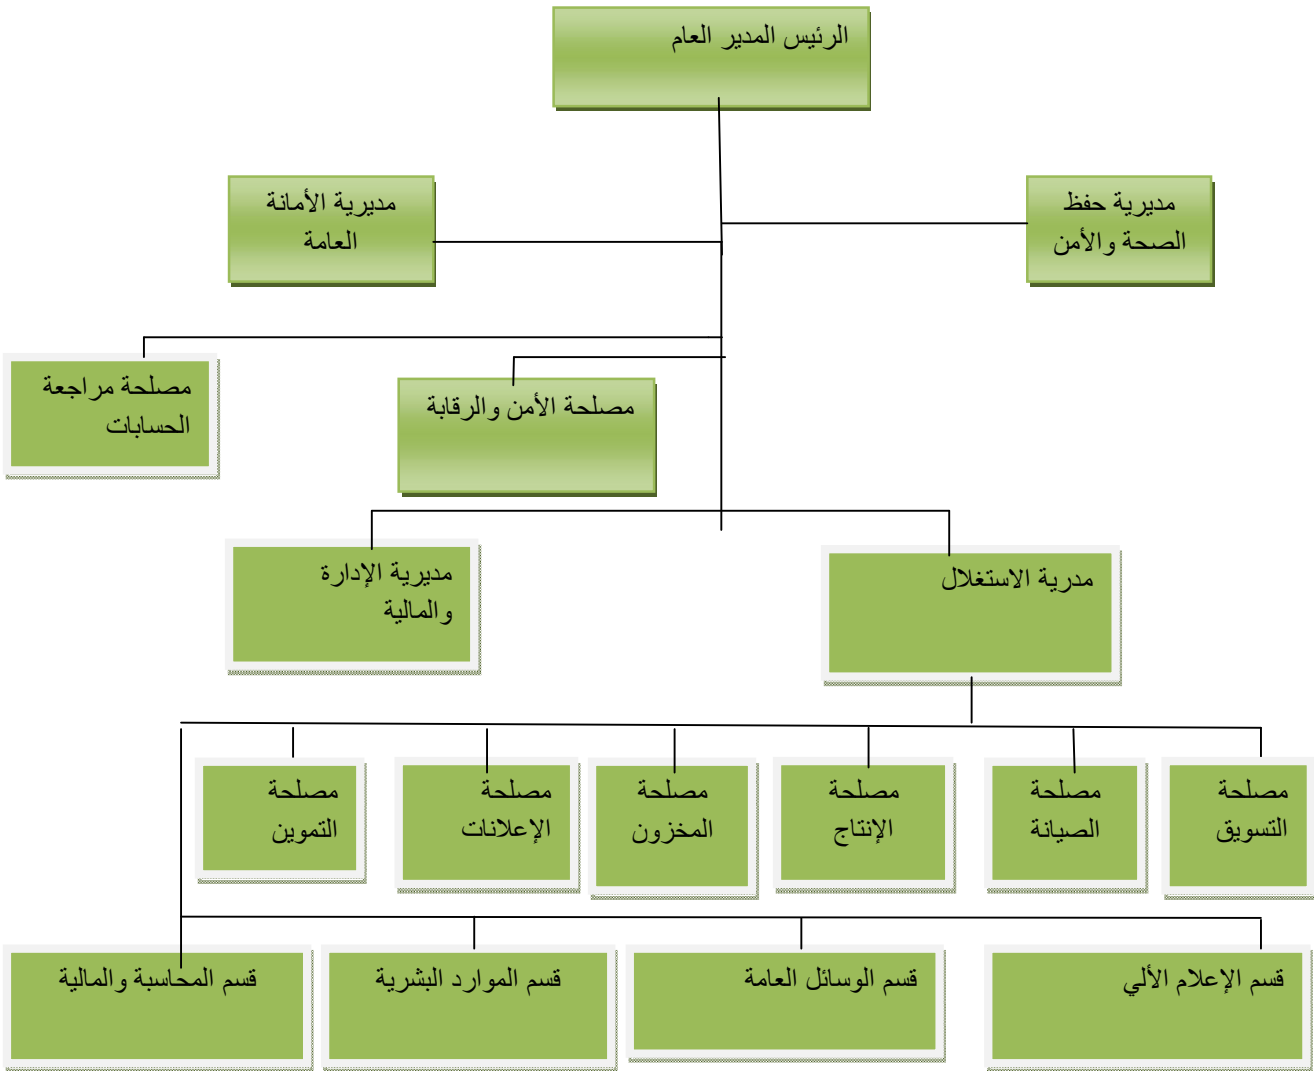 الرئيس المدير العام
مديرية حفظ
الصحة والأمن
مديرية الأمانة
العامة
مصلحة مراجعة
الحسابات
مصلحة الأمن والرقابة
مدرية الاستغلال
مديرية الإدارة
والمالية
مصلحة
التسويق
مصلحة
الصيانة
مصلحة
الإنتاج
مصلحة
المخزون
مصلحة
الإعلانات
مصلحة
التموين
قسم الإعلام الألي
قسم الوسائل العامة
قسم الموارد البشرية
قسم المحاسبة والمالية